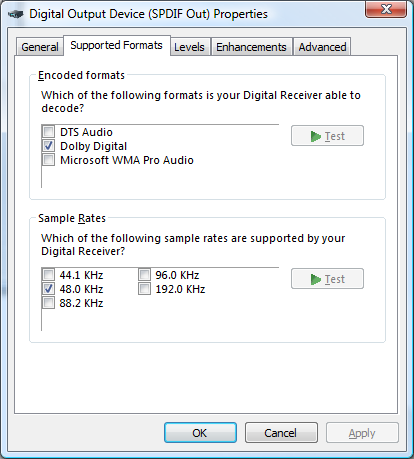 Digital Output Device (SPDIF Out) Properties
General Supported Formats Levels Enhancements Advanced
Encoded formats
Which of the following formats is your Digital Receiver able to
decode?
DTS Audio
Dolby Digital
Microsoft WMA Pro Audio
Test
Sample Rates
Which of the following sample rates are supported by your
Digital Receiver?
44.1 KHz 96.0 KHz
48.0 KHz 192.0 KHz
88.2 KHz
Test
OK Cancel Apply